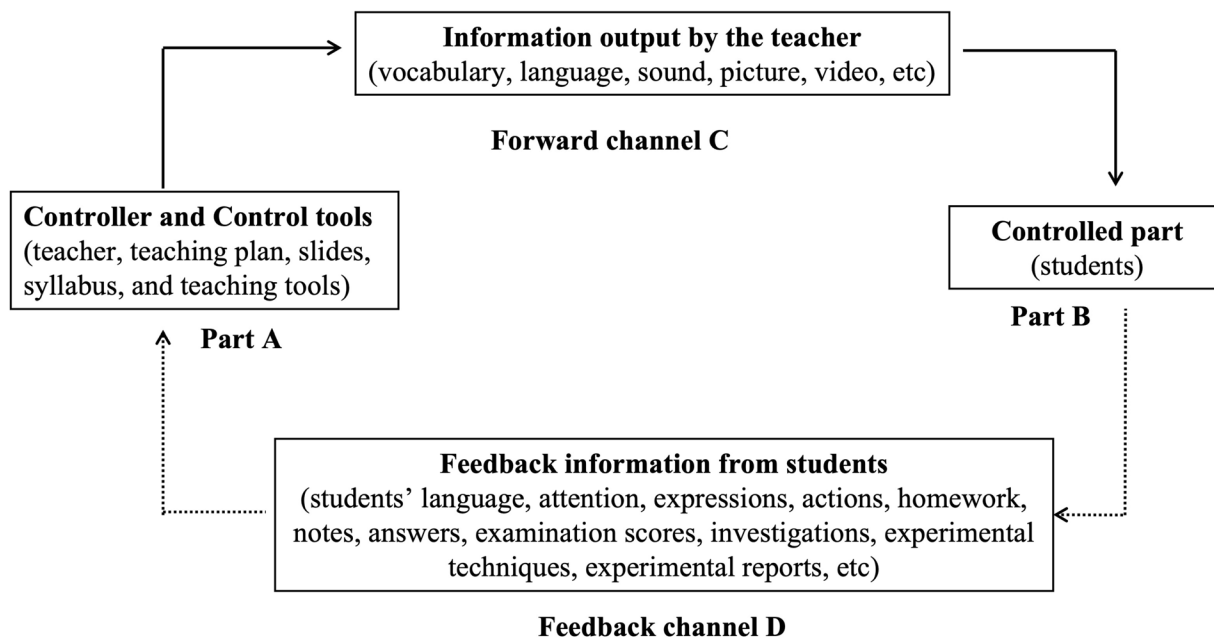 Information output by the teacher
(vocabulary, language, sound, picture, video, etc)
Forward channel C
Controller and Control tools
(teacher, teaching plan, slides,
syllabus, and teaching tools)
Part A
Controlled part
(students)
Part B
Feedback information from students
(students’ language, attention, expressions, actions, homework,
notes, answers, examination scores, investigations, experimental
techniques, experimental reports, etc)
Feedback channel D